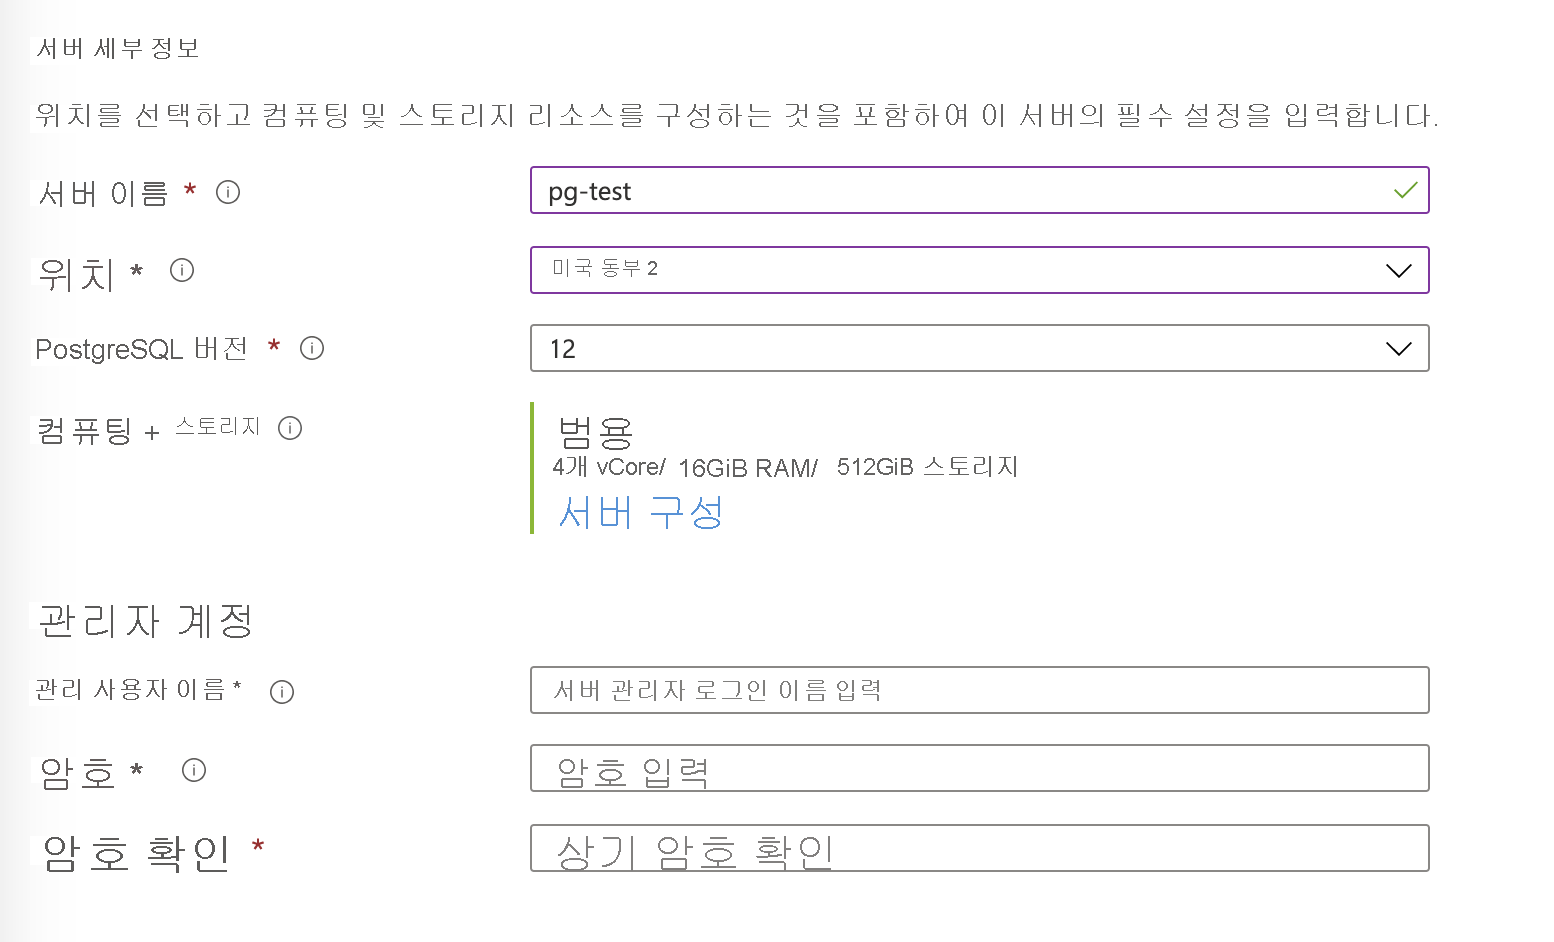 서버 세부 정보
위치를 선택하고 컴퓨팅 및 스토리지 리소스를 구성하는 것을 포함하여 이 서버의 필수 설정을 입력합니다.
서버 이름 * pg-test
위치 * 미국 동부 2
PostgreSQL 버전 * 12
컴퓨팅 + 스토리지 범용
4개 vCore/ 16GiB RAM/ 512GiB 스토리지
서버 구성
관리자 계정
관리 사용자 이름 * 서버 관리자 로그인 이름 입력
암호 * 암호 입력
암호 확인 * 상기 암호 확인